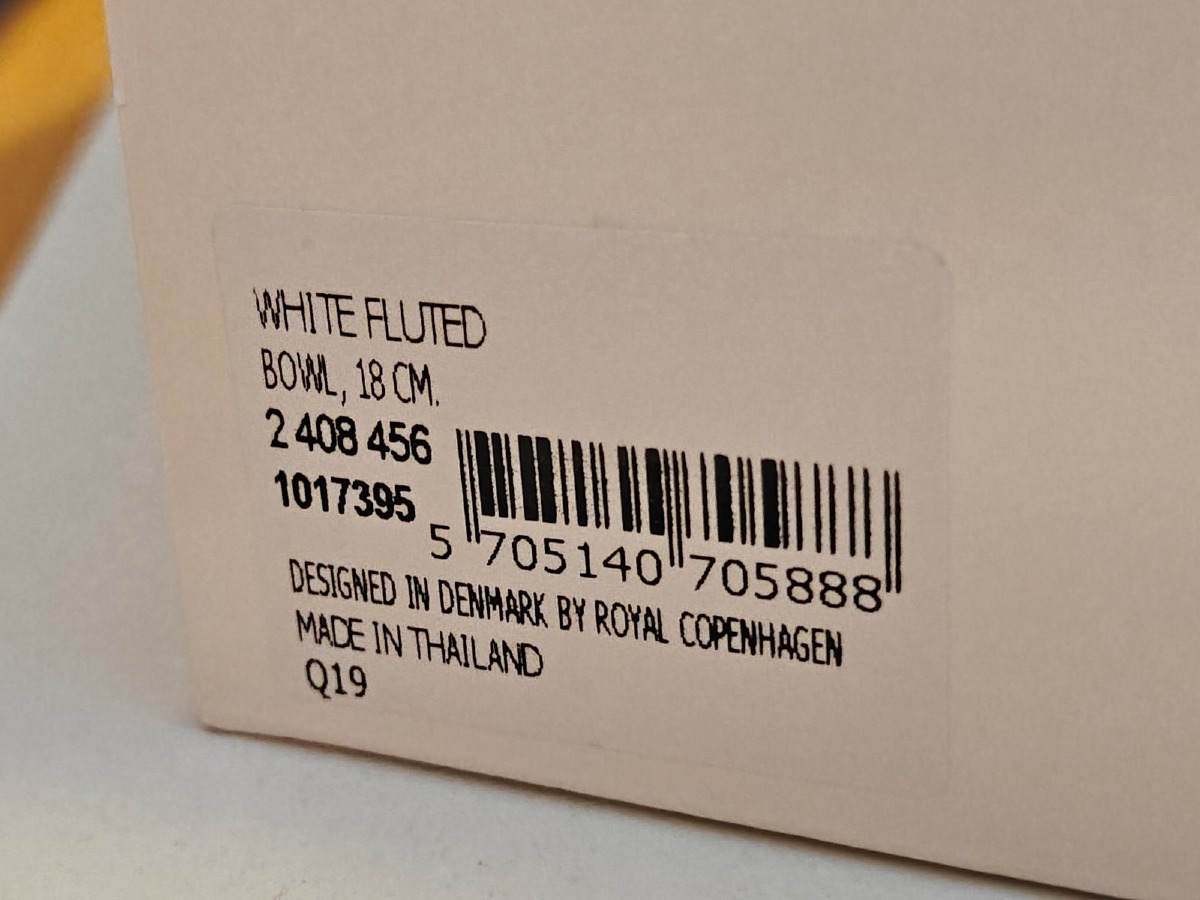 WHITE FLUTED
BOWL, 18 CM.
2 408 456
1017395
5 705140 705888
DESIGNED IN DENMARK BY ROYAL COPENHAGEN
MADE IN THAILAND
Q19